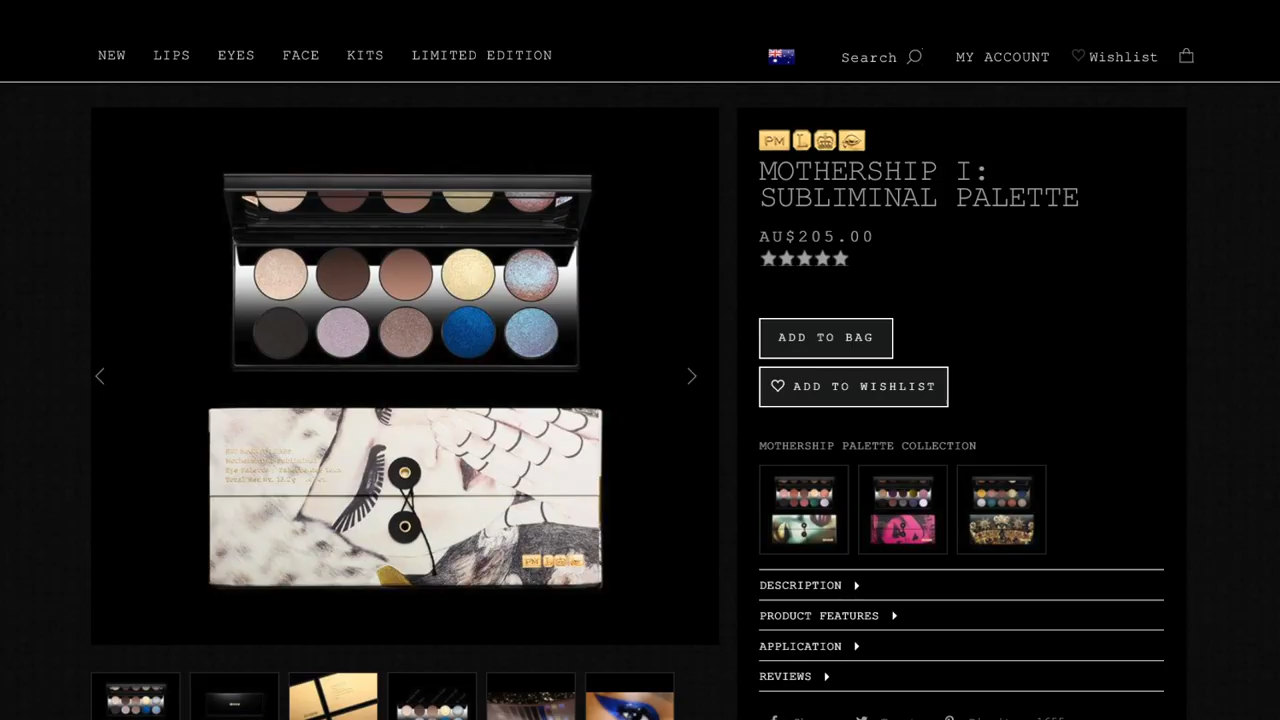 NEW LIPS EYES FACE KITS LIMITED EDITION
Search MY ACCOUNT Wishlist
PM L
MOTHERSHIP I:
SUBLIMINAL PALETTE
AU$205.00
ADD TO BAG
ADD TO WISHLIST
MOTHERSHIP PALETTE COLLECTION
DESCRIPTION
PRODUCT FEATURES
APPLICATION
REVIEWS